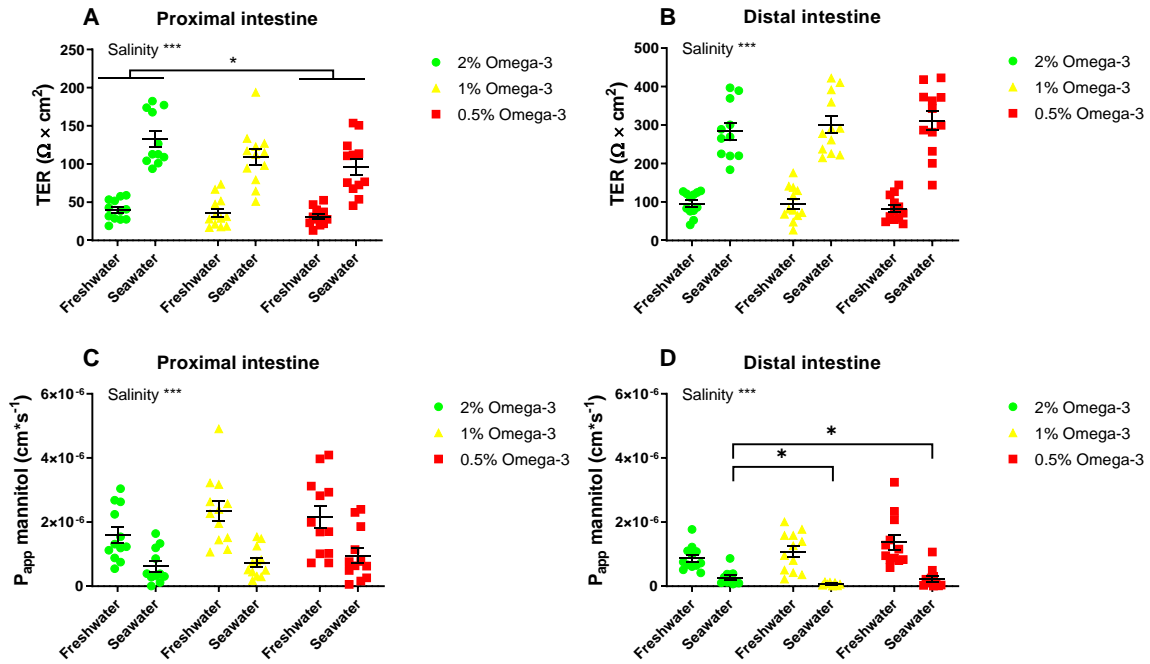 A
Proximal intestine
Salinity ***
*
TER (Ω × cm2)
250
200
150
100
50
0
Freshwater
Seawater
Freshwater
Seawater
Freshwater
Seawater
2% Omega-3
1% Omega-3
0.5% Omega-3
B
Distal intestine
Salinity ***
TER (Ω × cm2)
500
400
300
200
100
0
Freshwater
Seawater
Freshwater
Seawater
Freshwater
Seawater
2% Omega-3
1% Omega-3
0.5% Omega-3
C
Proximal intestine
Salinity ***
Papp mannitol (cm*s-1)
6×10-6
4×10-6
2×10-6
0
Freshwater
Seawater
Freshwater
Seawater
Freshwater
Seawater
2% Omega-3
1% Omega-3
0.5% Omega-3
D
Distal intestine
Salinity ***
*
*
Papp mannitol (cm*s-1)
6×10-6
4×10-6
2×10-6
0
Freshwater
Seawater
Freshwater
Seawater
Freshwater
Seawater
2% Omega-3
1% Omega-3
0.5% Omega-3